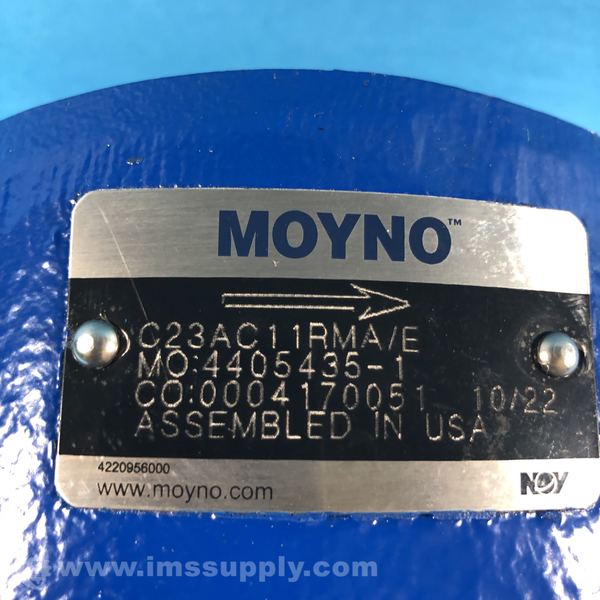 MOYNO™
C23AC11RMA/E
MO:4405435-1
CO:0004170051 10/22
ASSEMBLED IN USA
4220956000
www.moyno.com
NOV
www.imssupply.com